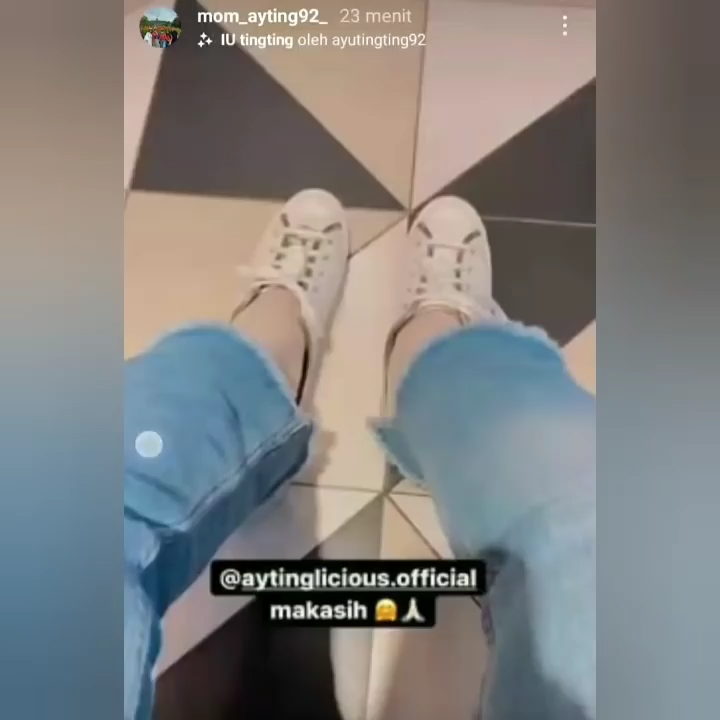 mom_ayting92_ 23 menit
IU tingting oleh ayutingting92
@aytinglicious.official
makasih 🤗🙏